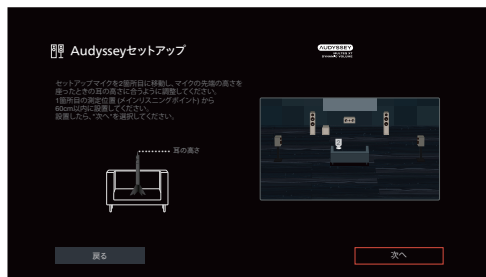 Audysseyセットアップ
AUDYSSEY
MULTEQ XT
DYNAMIC VOLUME
セットアップマイクを2箇所目に移動し、マイクの先端の高さを
座ったときの耳の高さに合うように調整してください。
1箇所目の測定位置 (メインリスニングポイント) から
60cm以内に設置してください。
設置したら、"次へ"を選択してください。
耳の高さ
戻る
次へ